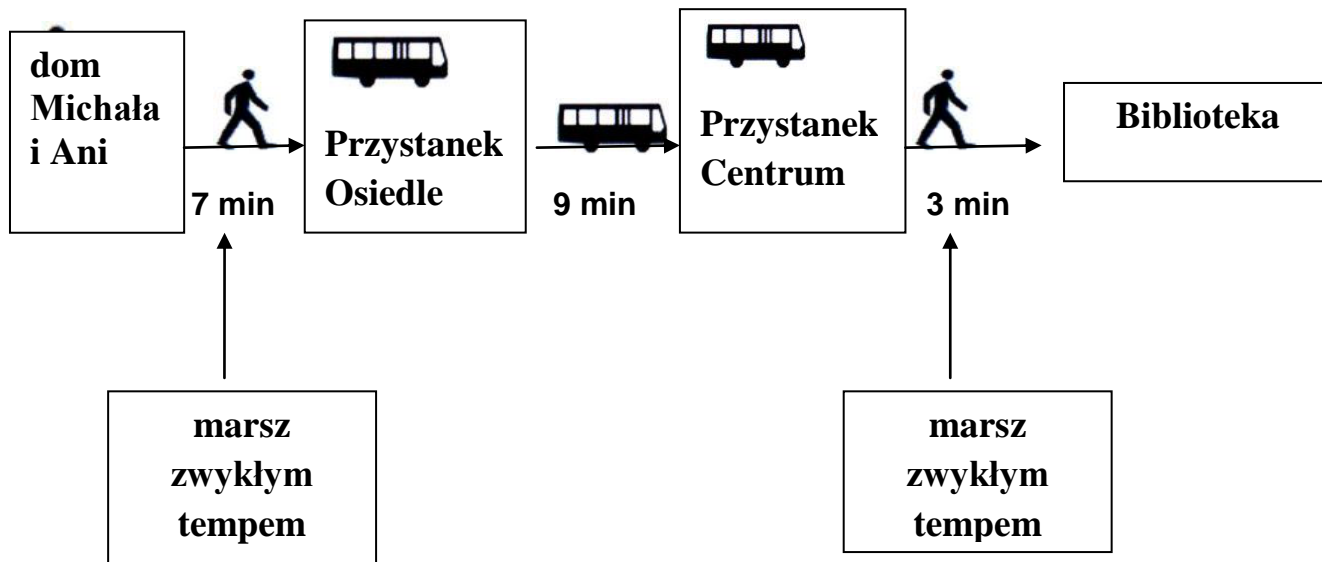 dom
Michała
i Ani
7 min
Przystanek
Osiedle
9 min
Przystanek
Centrum
3 min
Biblioteka
marsz
zwykłym
tempem
marsz
zwykłym
tempem